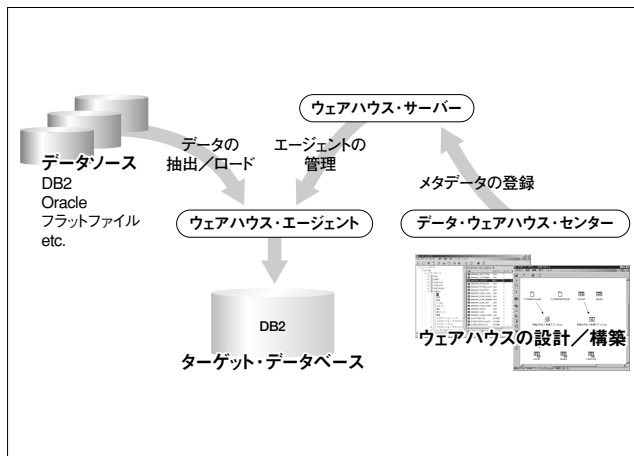 ウェアハウス・サーバー
データの
抽出／ロード
エージェントの
管理
データソース
DB2
Oracle
フラットファイル
etc.
メタデータの登録
ウェアハウス・エージェント
データ・ウェアハウス・センター
DB2
ターゲット・データベース
ウェアハウスの設計／構築